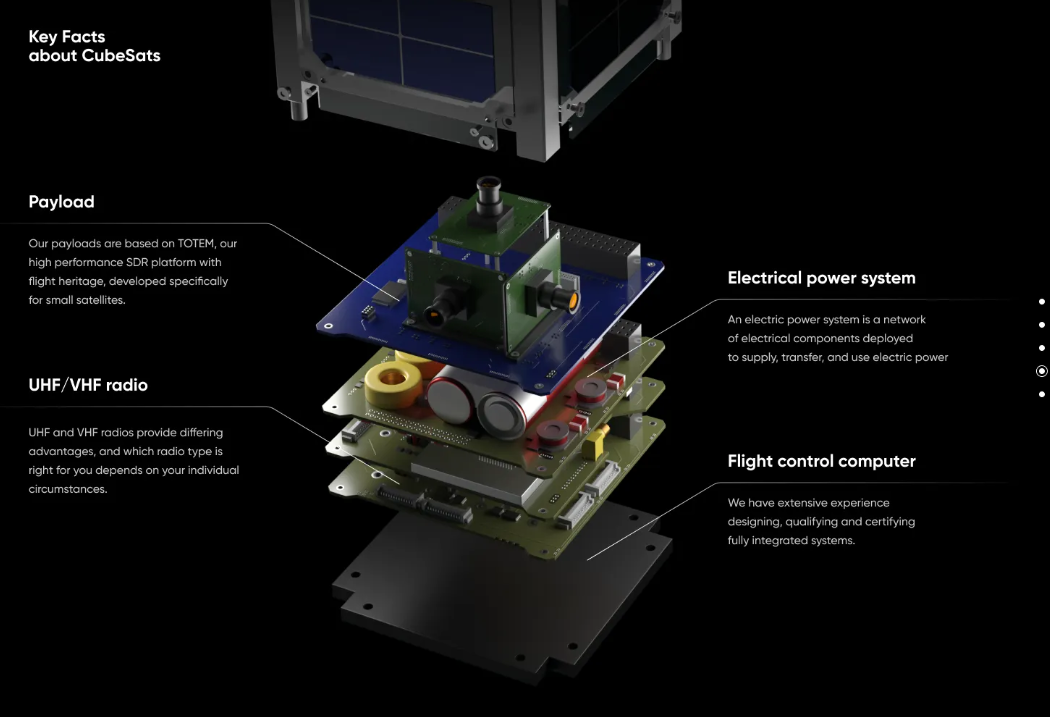 Key Facts
about CubeSats
Payload
Our payloads are based on TOTEM, our
high performance SDR platform with
flight heritage, developed specifically
for small satellites.
Electrical power system
An electric power system is a network
of electrical components deployed
to supply, transfer, and use electric power
UHF/VHF radio
UHF and VHF radios provide differing
advantages, and which radio type is
right for you depends on your individual
circumstances.
Flight control computer
We have extensive experience
designing, qualifying and certifying
fully integrated systems.